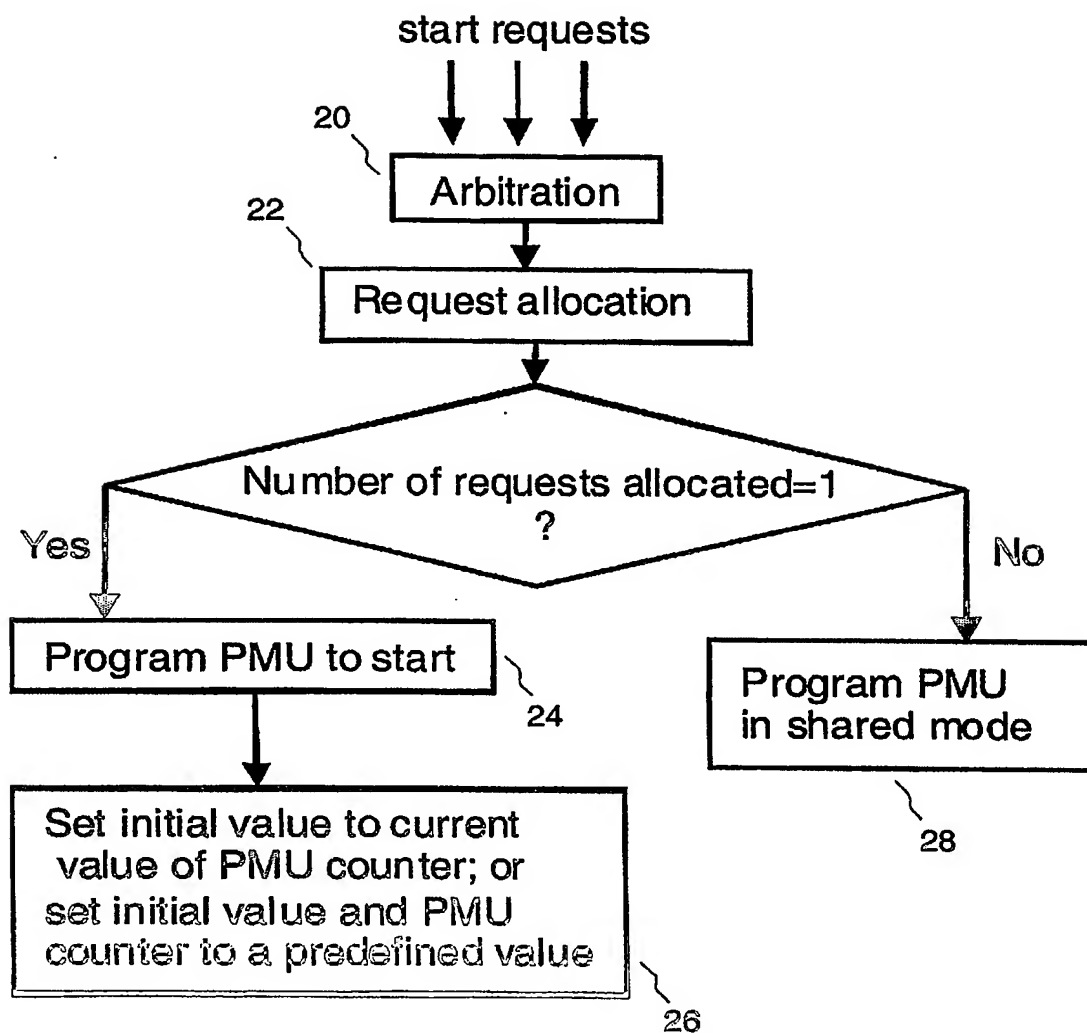 start requests
20
Arbitration
22
Request allocation
Number of requests allocated=1
?
Yes
No
Program PMU to start
24
Program PMU
in shared mode
28
Set initial value to current
value of PMU counter; or
set initial value and PMU
counter to a predefined value
26